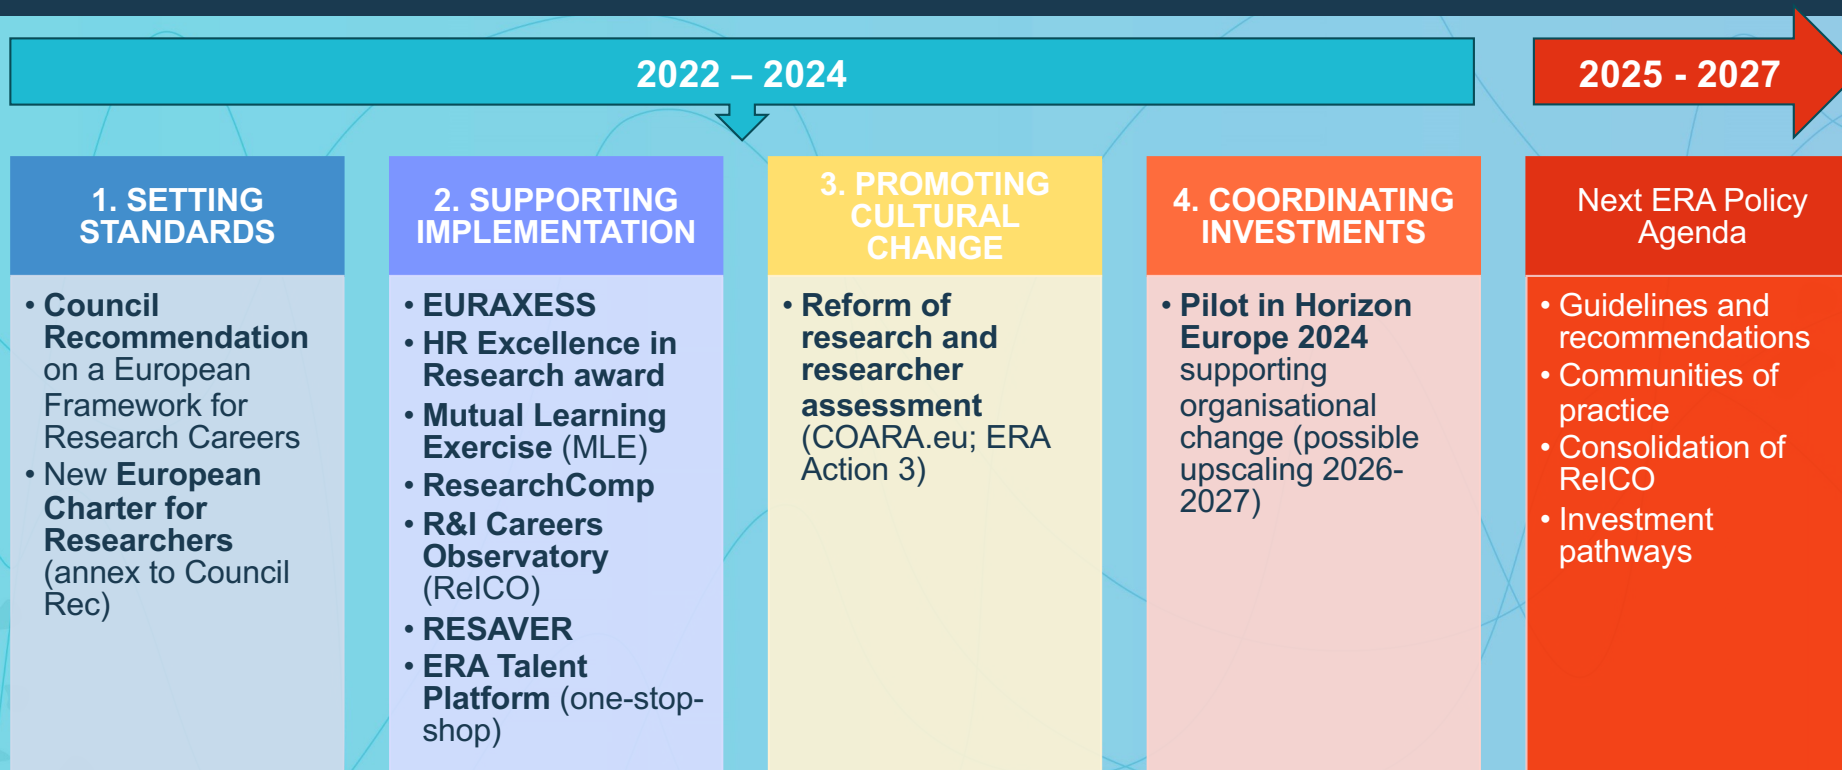 2022 – 2024
2025 - 2027
1. SETTING
STANDARDS
• Council
Recommendation
on a European
Framework for
Research Careers
• New European
Charter for
Researchers
(annex to Council
Rec)
2. SUPPORTING
IMPLEMENTATION
• EURAXESS
• HR Excellence in
Research award
• Mutual Learning
Exercise (MLE)
• ResearchComp
• R&I Careers
Observatory
(ReICO)
• RESAVER
• ERA Talent
Platform (one-stop-
shop)
3. PROMOTING
CULTURAL
CHANGE
• Reform of
research and
researcher
assessment
(COARA.eu; ERA
Action 3)
4. COORDINATING
INVESTMENTS
• Pilot in Horizon
Europe 2024
supporting
organisational
change (possible
upscaling 2026-
2027)
Next ERA Policy
Agenda
• Guidelines and
recommendations
• Communities of
practice
• Consolidation of
ReICO
• Investment
pathways